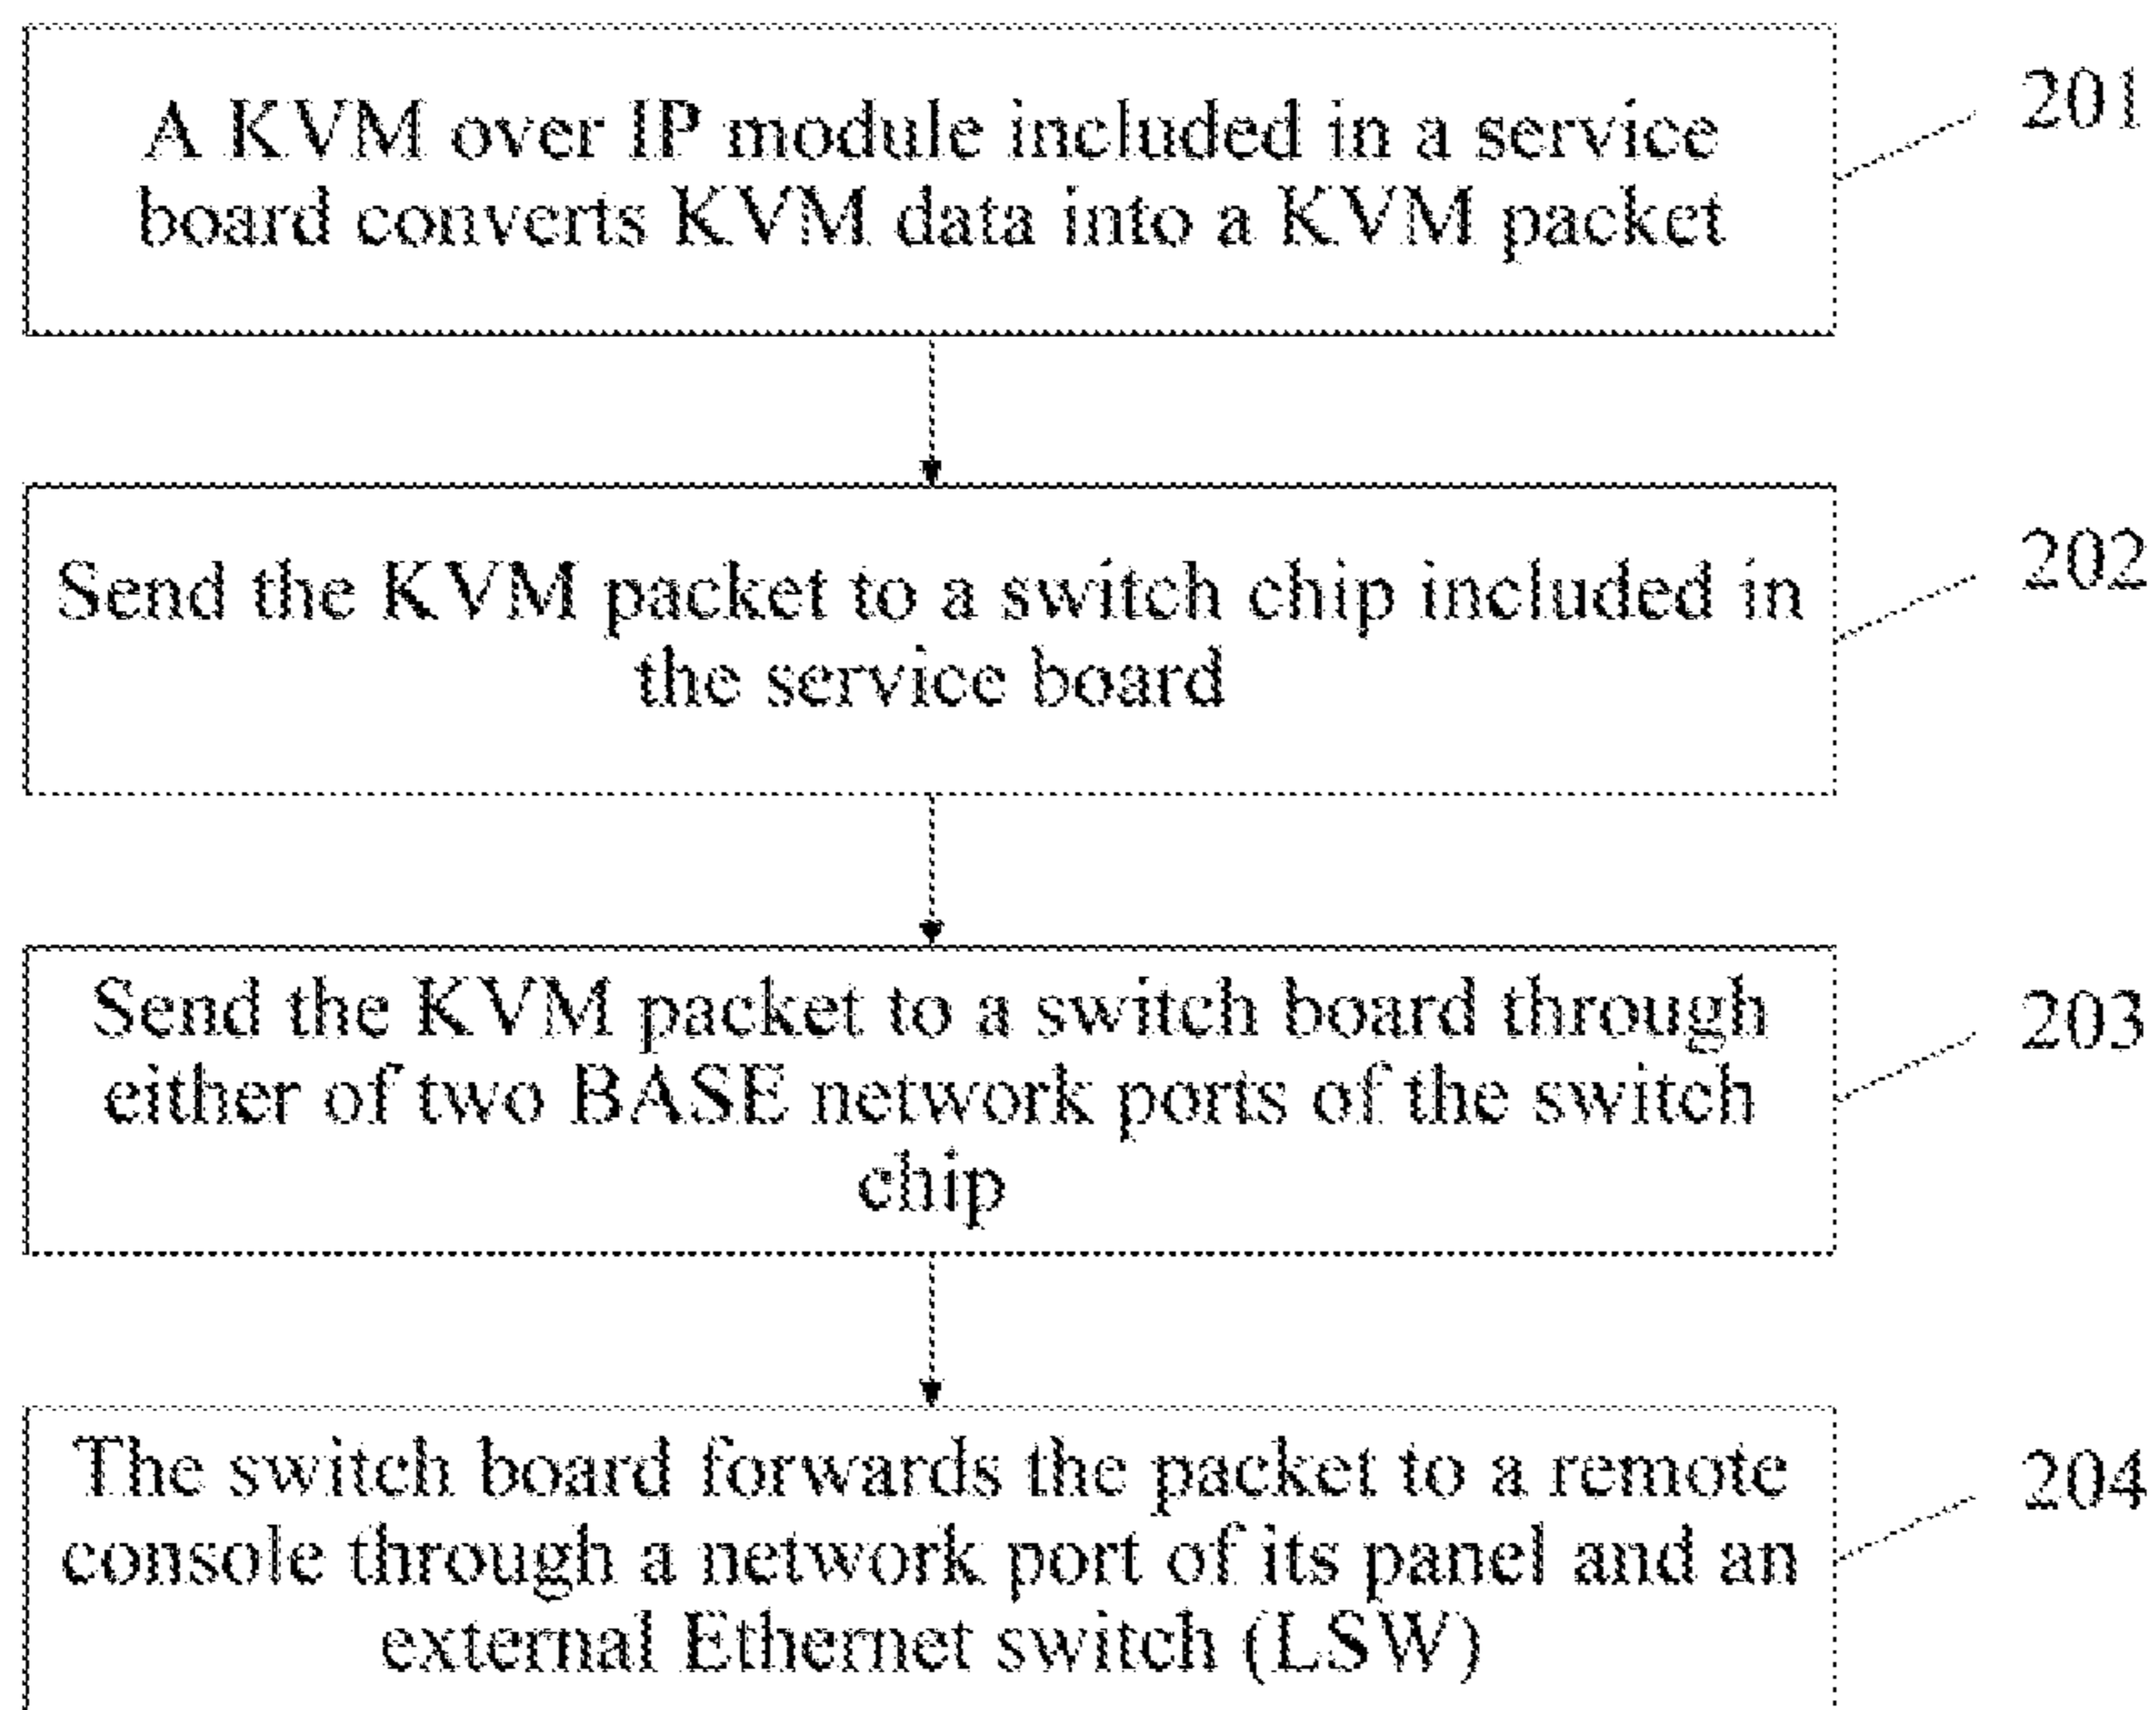 A KVM over IP module included in a service
board converts KVM data into a KVM packet
201
Send the KVM packet to a switch chip included in
the service board
202
Send the KVM packet to a switch board through
either of two BASE network ports of the switch
chip
203
The switch board forwards the packet to a remote
console through a network port of its panel and an
external Ethernet switch (LSW)
204